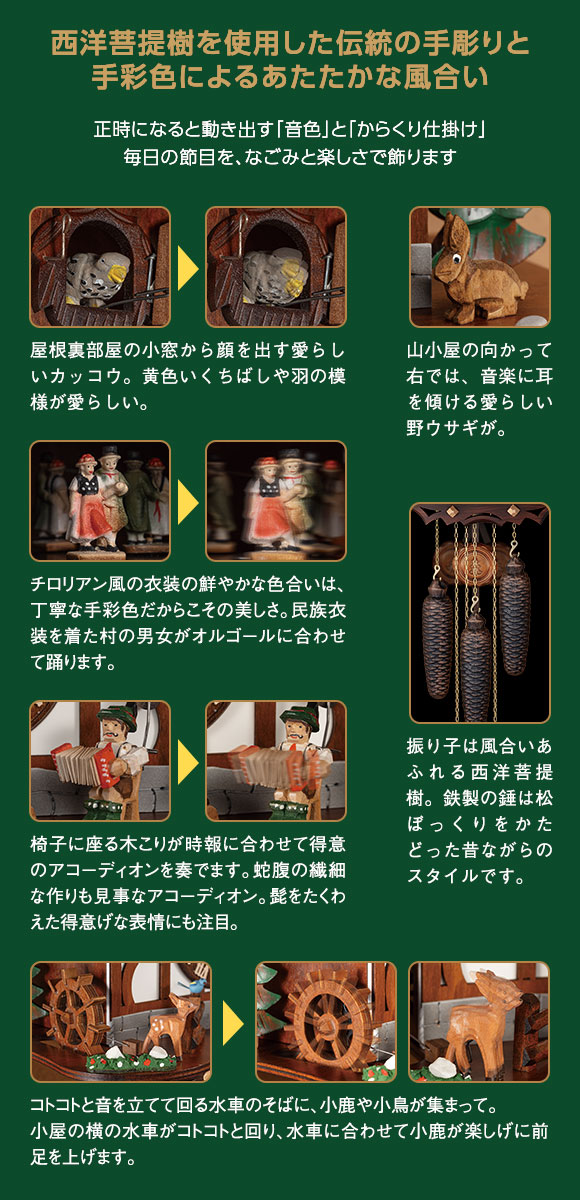 西洋菩提樹を使用した伝統の手彫りと
手彩色によるあたたかな風合い
正時になると動き出す「音色」と「からくり仕掛け」
毎日の節目を、なごみと楽しさで飾ります
屋根裏部屋の小窓から顔を出す愛らし
いカッコウ。黄色いくちばしや羽の模
様が愛らしい。
山小屋の向かって
右では、音楽に耳
を傾ける愛らしい
野ウサギが。
チロリアン風の衣装の鮮やかな色合いは、
丁寧な手彩色だからこその美しさ。民族衣
装を着た村の男女がオルゴールに合わせ
て踊ります。
振り子は風合いあ
ふれる西洋菩提
樹。鉄製の錘は松
ぼっくりをかた
どった昔ながらの
スタイルです。
椅子に座る木こりが時報に合わせて得意
のアコーディオンを奏でます。蛇腹の繊細
な作りも見事なアコーディオン。髭をたくわ
えた得意げな表情にも注目。
コトコトと音を立てて回る水車のそばに、小鹿や小鳥が集まって。
小屋の横の水車がコトコトと回り、水車に合わせて小鹿が楽しげに前
足を上げます。